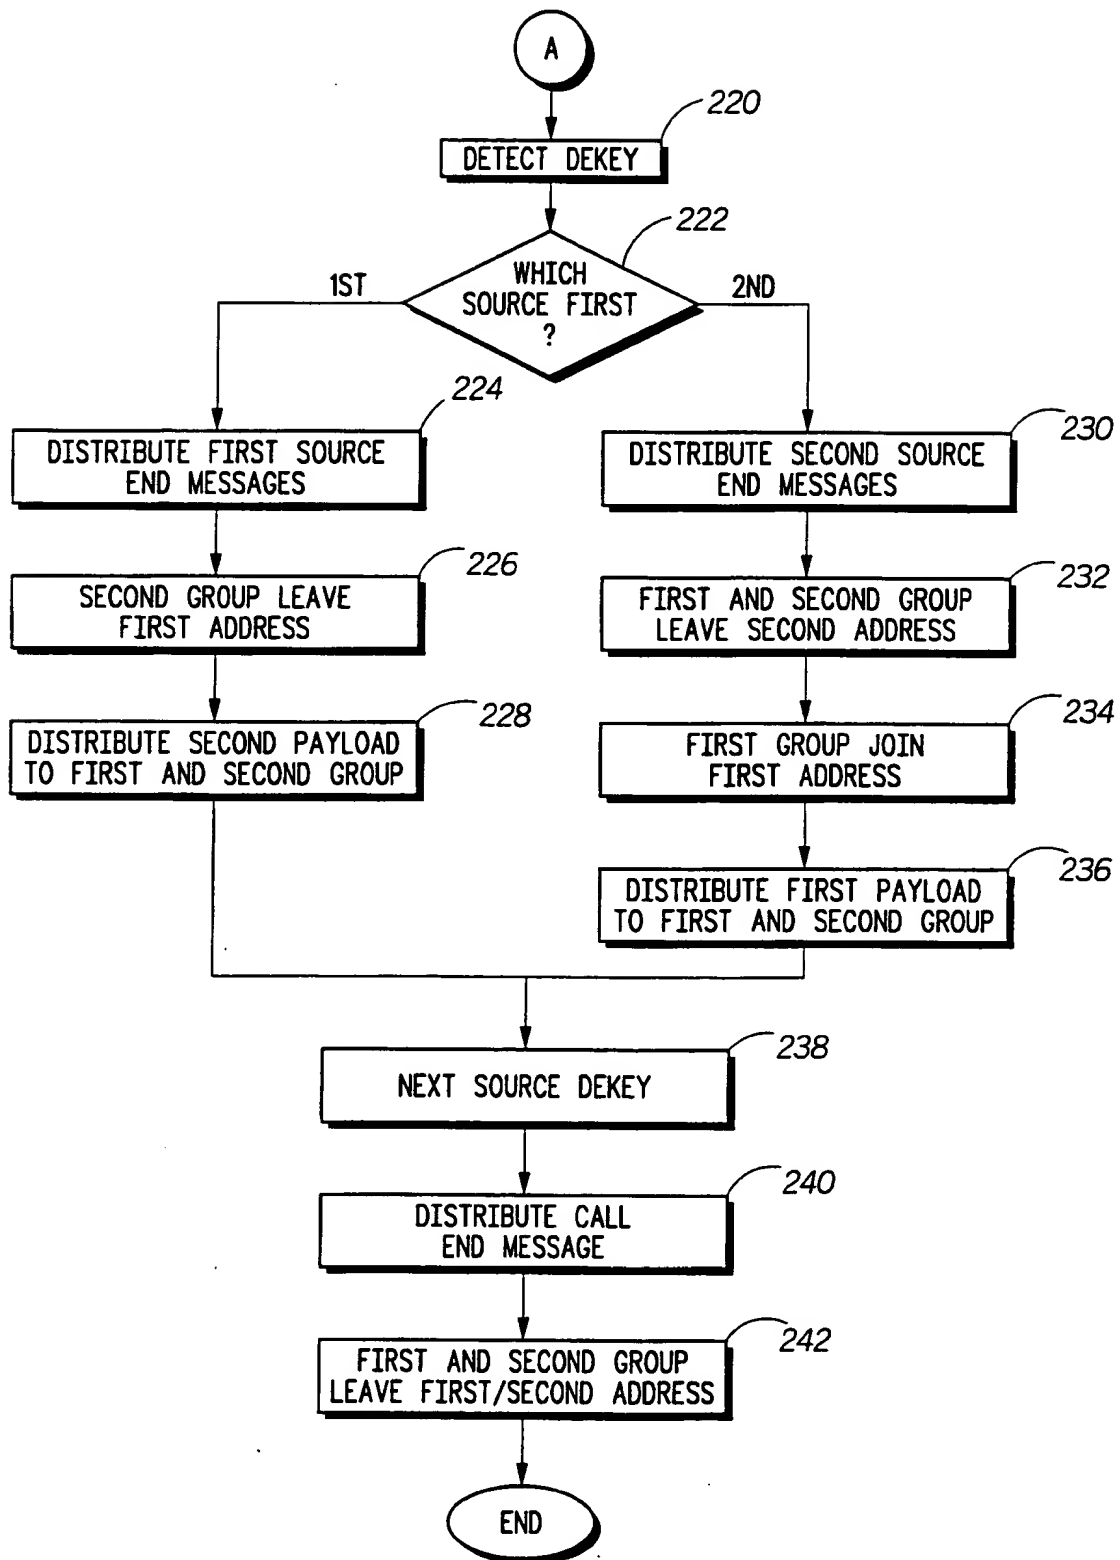 A
220
DETECT DEKEY
222
WHICH
SOURCE FIRST
?
1ST
2ND
224
DISTRIBUTE FIRST SOURCE
END MESSAGES
226
SECOND GROUP LEAVE
FIRST ADDRESS
228
DISTRIBUTE SECOND PAYLOAD
TO FIRST AND SECOND GROUP
230
DISTRIBUTE SECOND SOURCE
END MESSAGES
232
FIRST AND SECOND GROUP
LEAVE SECOND ADDRESS
234
FIRST GROUP JOIN
FIRST ADDRESS
236
DISTRIBUTE FIRST PAYLOAD
TO FIRST AND SECOND GROUP
238
NEXT SOURCE DEKEY
240
DISTRIBUTE CALL
END MESSAGE
242
FIRST AND SECOND GROUP
LEAVE FIRST/SECOND ADDRESS
END